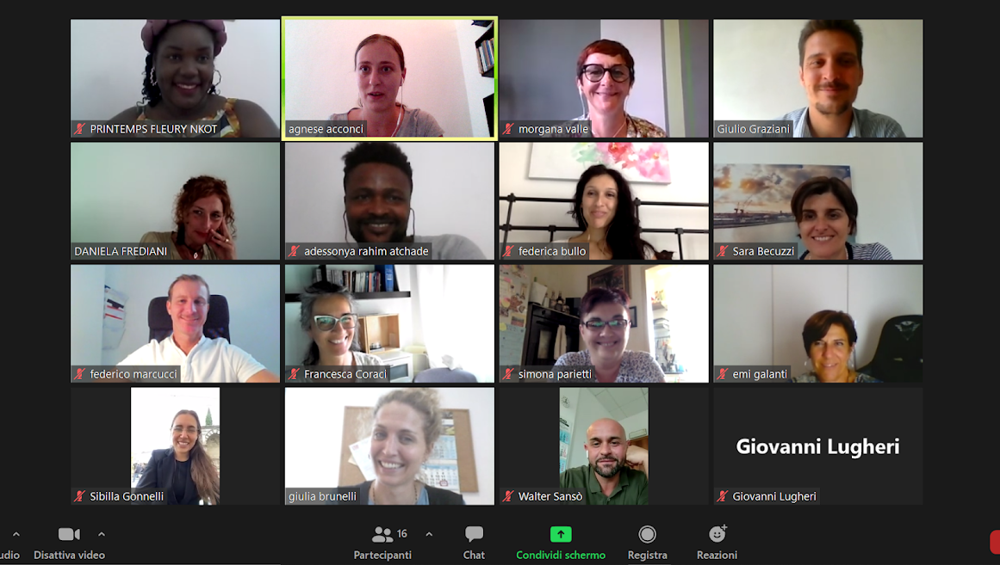 PRINTEMPS FLEURY NKOT
agnese acconci
morgana valle
Giulio Graziani
DANIELA FREDIANI
adessonya rahim atchade
federica bullo
Sara Becuzzi
federico marcucci
Francesca Coraci
simona parietti
emi galanti
Giovanni Lugheri
Sibilla Gonnelli
giulia brunelli
Walter Sansò
Giovanni Lugheri
16
udio
Disattiva video
Partecipanti
Chat
Condividi schermo
Registra
Reazioni